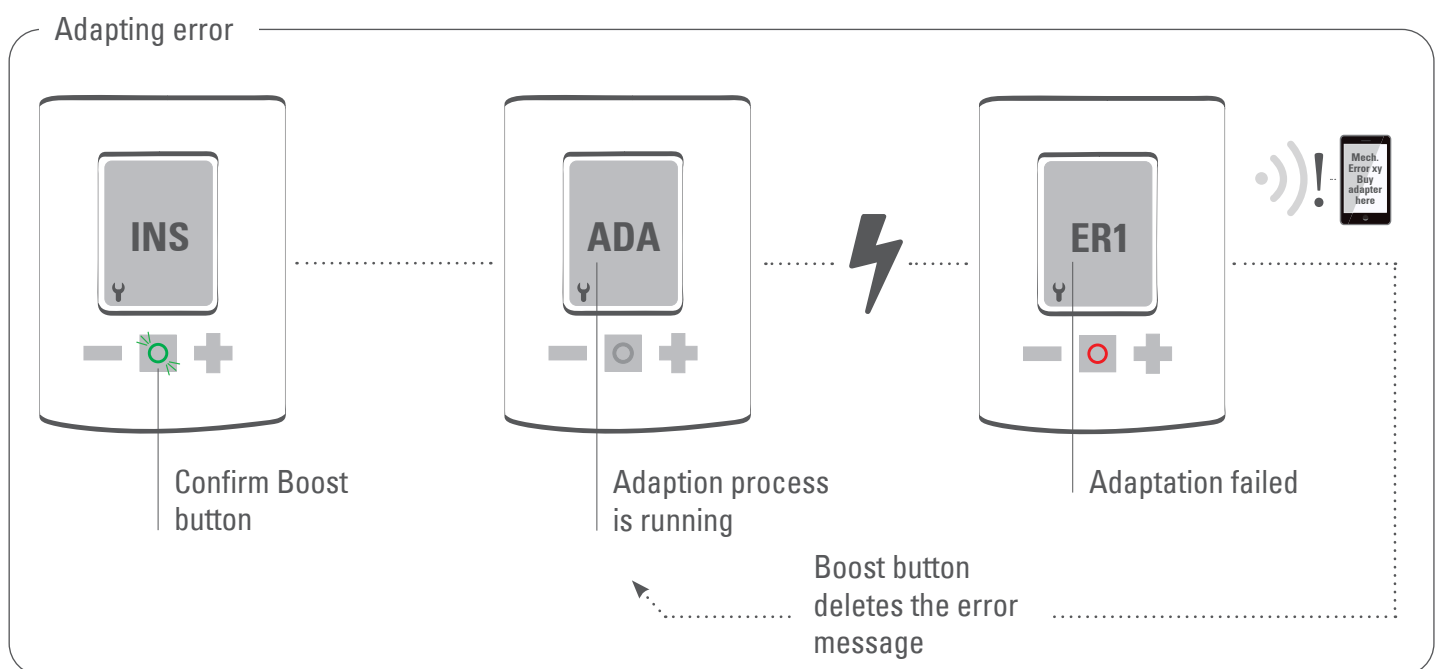 Adapting error
INS
ADA
ER1
Mech.
Error xy
Buy
adapter
here
Confirm Boost
button
Adaption process
is running
Adaptation failed
Boost button
deletes the error
message